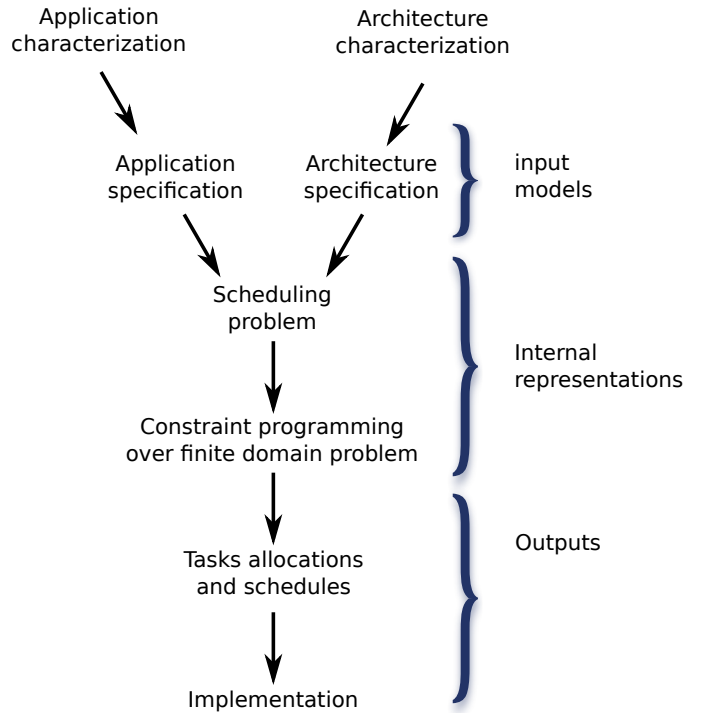 Application
characterization
Architecture
characterization
Application
specification
Architecture
specification
input
models
Scheduling
problem
Internal
representations
Constraint programming
over finite domain problem
Outputs
Tasks allocations
and schedules
Implementation